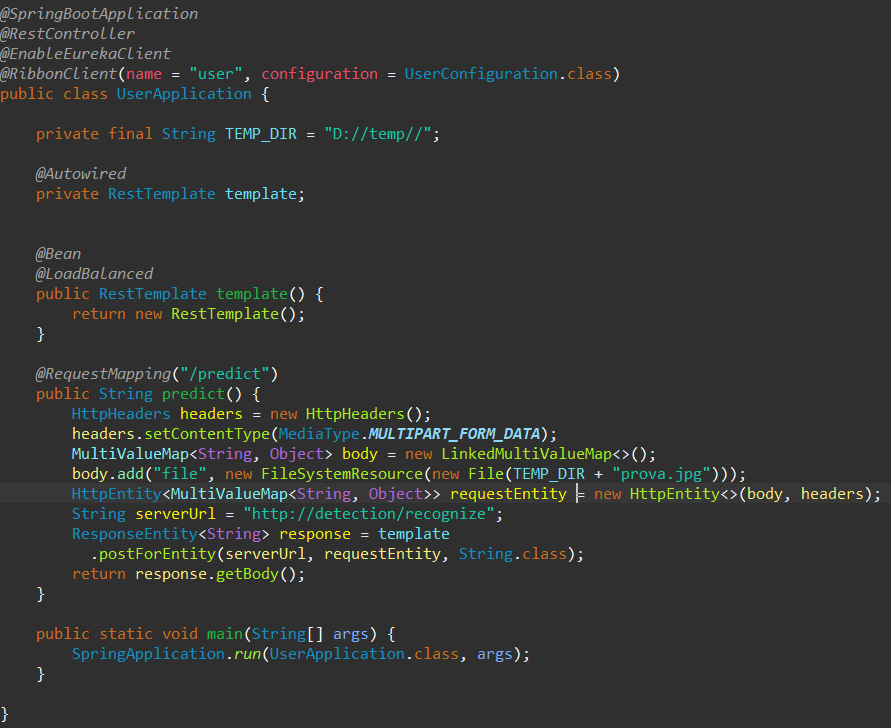 @SpringBootApplication
@RestController
@EnableEurekaClient
@RibbonClient(name = "user", configuration = UserConfiguration.class)
public class UserApplication {
private final String TEMP_DIR = "D://temp//";
@Autowired
private RestTemplate template;
@Bean
@LoadBalanced
public RestTemplate template() {
return new RestTemplate();
}
@RequestMapping("/predict")
public String predict() {
HttpHeaders headers = new HttpHeaders();
headers.setContentType(MediaType.MULTIPART_FORM_DATA);
MultiValueMap<String, Object> body = new LinkedMultiValueMap<>();
body.add("file", new FileSystemResource(new File(TEMP_DIR + "prova.jpg")));
HttpEntity<MultiValueMap<String, Object>> requestEntity = new HttpEntity<>(body, headers);
String serverUrl = "http://detection/recognize";
ResponseEntity<String> response = template
.postForEntity(serverUrl, requestEntity, String.class);
return response.getBody();
}
public static void main(String[] args) {
SpringApplication.run(UserApplication.class, args);
}
}